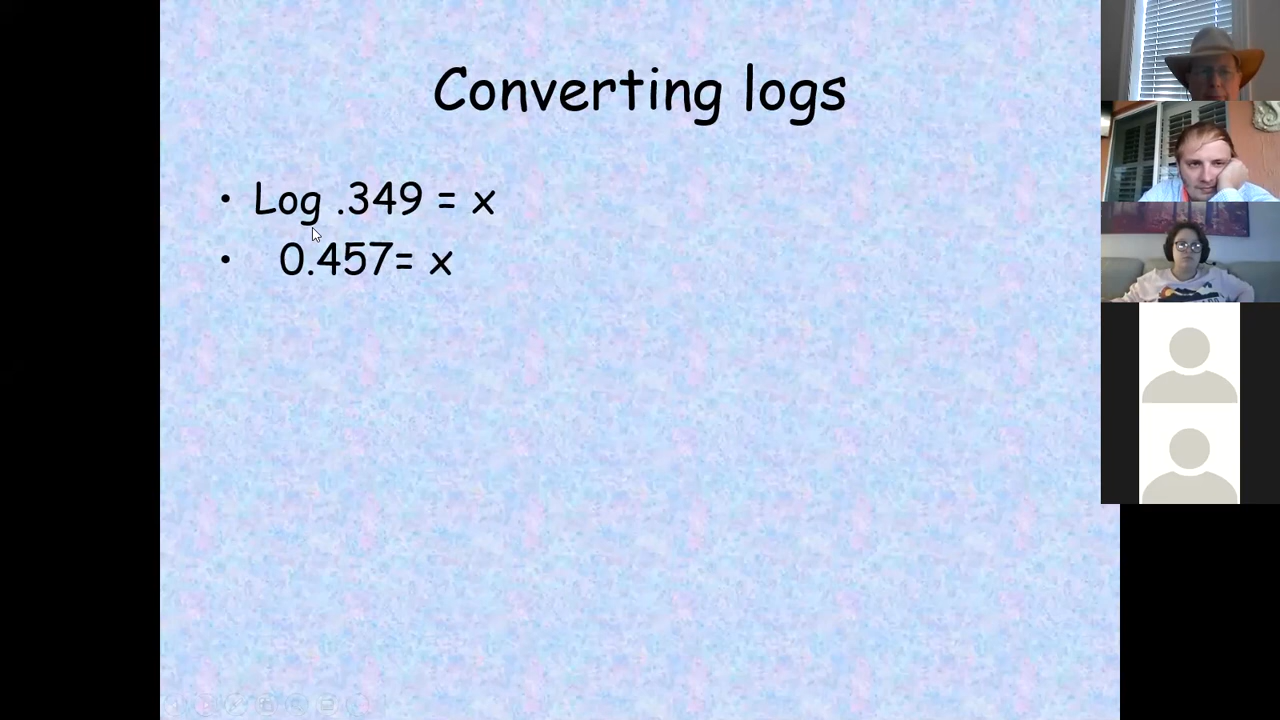 Converting logs
• Log .349 = x
• 0.457= x